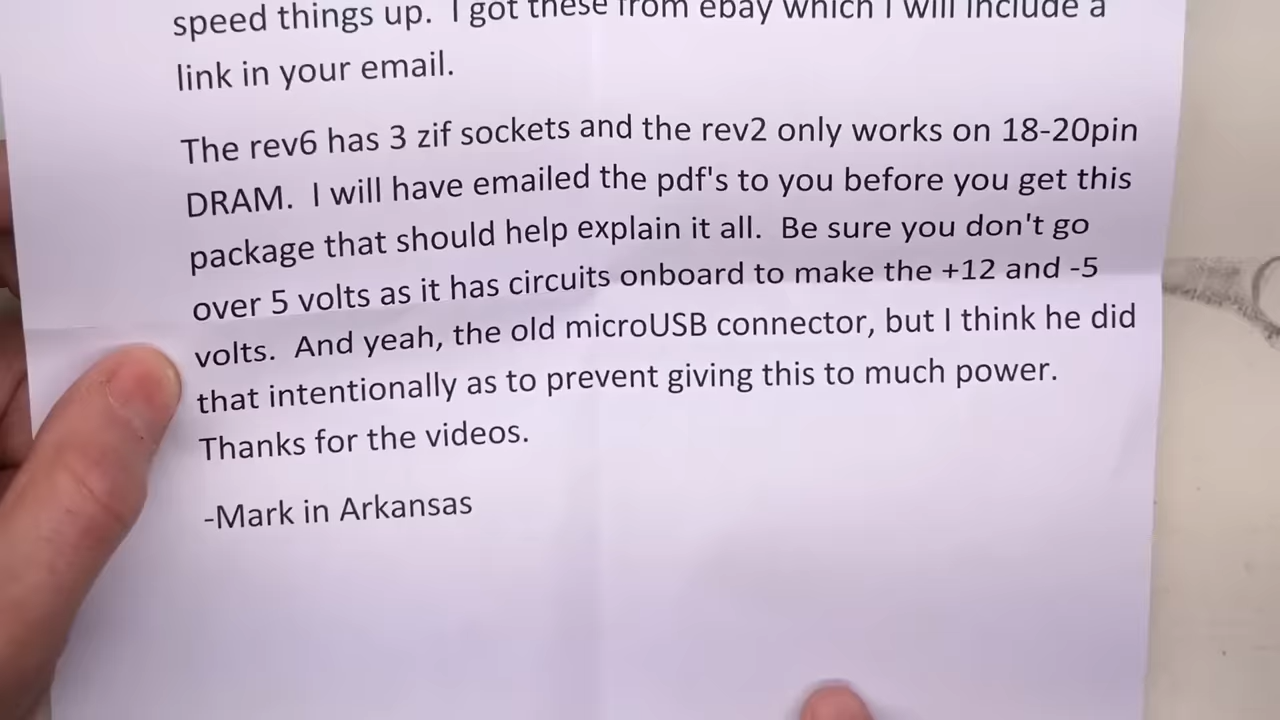 speed things up. I got these from ebay which I will include a
link in your email.
The rev6 has 3 zif sockets and the rev2 only works on 18-20pin
DRAM. I will have emailed the pdf's to you before you get this
package that should help explain it all. Be sure you don't go
over 5 volts as it has circuits onboard to make the +12 and -5
volts. And yeah, the old microUSB connector, but I think he did
that intentionally as to prevent giving this to much power.
Thanks for the videos.
-Mark in Arkansas